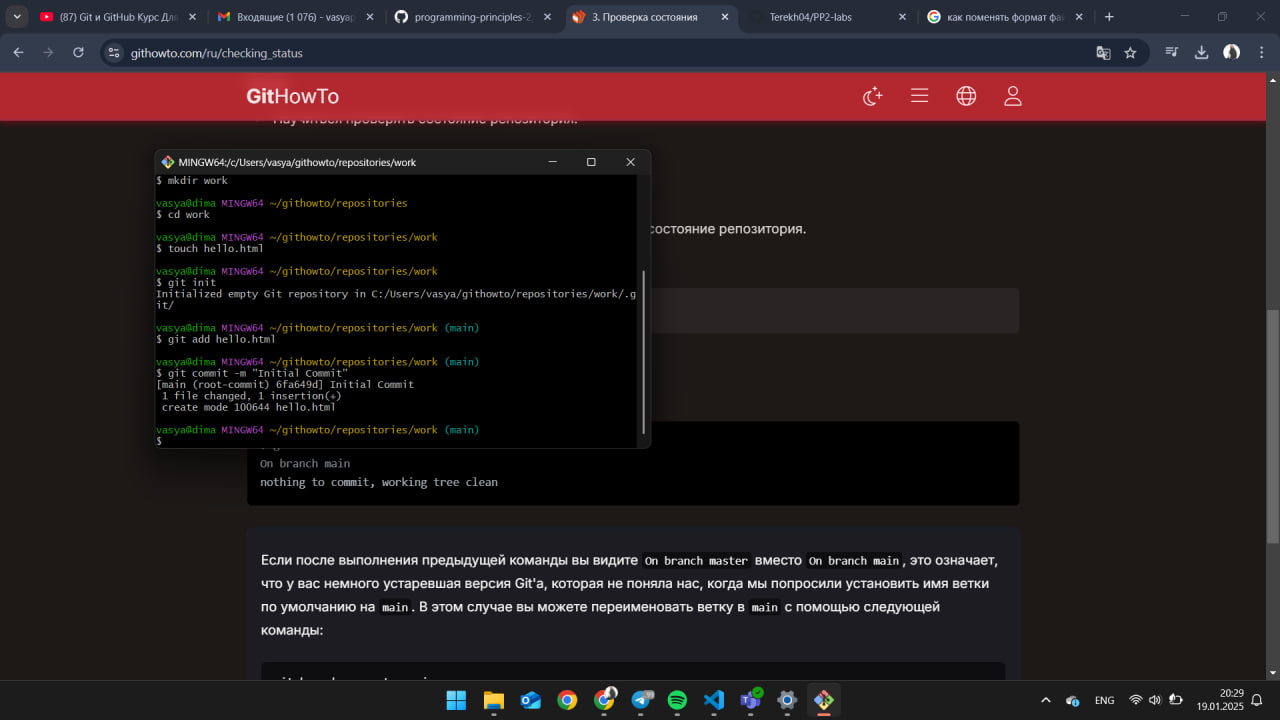 (87) Git и GitHub Курс Для
Входящие (1 076) - vasyap
programming-principles-2
3. Проверка состояния
Terekh04/PP2-labs
как поменять формат фа
githowto.com/ru/checking_status
GitHowTo
Научиться проверять состояние репозитория.
MINGW64:/c/Users/vasya/githowto/repositories/work
$ mkdir work
vasya@dima MINGW64 ~/githowto/repositories
$ cd work
vasya@dima MINGW64 ~/githowto/repositories/work
$ touch hello.html
vasya@dima MINGW64 ~/githowto/repositories/work
$ git init
Initialized empty Git repository in C:/Users/vasya/githowto/repositories/work/.g
it/
vasya@dima MINGW64 ~/githowto/repositories/work (main)
$ git add hello.html
vasya@dima MINGW64 ~/githowto/repositories/work (main)
$ git commit -m "Initial Commit"
[main (root-commit) 6fa649d] Initial Commit
1 file changed, 1 insertion(+)
create mode 100644 hello.html
vasya@dima MINGW64 ~/githowto/repositories/work (main)
$
состояние репозитория.
On branch main
nothing to commit, working tree clean
Если после выполнения предыдущей команды вы видите On branch master вместо On branch main, это означает,
что у вас немного устаревшая версия Git'а, которая не поняла нас, когда мы попросили установить имя ветки
по умолчанию на main. В этом случае вы можете переименовать ветку в main с помощью следующей
команды:
ENG
20:29
19.01.2025